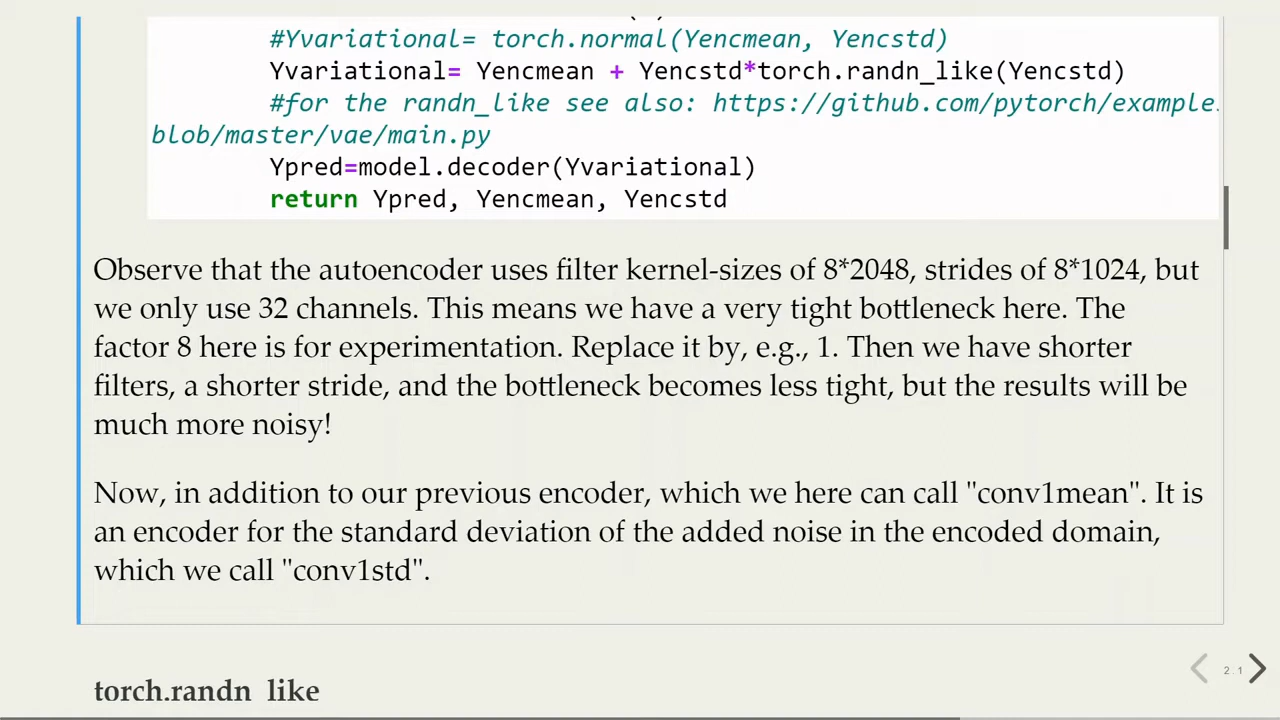 #Yvariational= torch.normal(Yencmean, Yencstd)
Yvariational= Yencmean + Yencstd*torch.randn_like(Yencstd)
#for the randn_like see also: https://github.com/pytorch/example
blob/master/vae/main.py
Ypred=model.decoder(Yvariational)
return Ypred, Yencmean, Yencstd
Observe that the autoencoder uses filter kernel-sizes of 8*2048, strides of 8*1024, but
we only use 32 channels. This means we have a very tight bottleneck here. The
factor 8 here is for experimentation. Replace it by, e.g., 1. Then we have shorter
filters, a shorter stride, and the bottleneck becomes less tight, but the results will be
much more noisy!
Now, in addition to our previous encoder, which we here can call "conv1mean". It is
an encoder for the standard deviation of the added noise in the encoded domain,
which we call "conv1std".
2.1
torch.randn_like